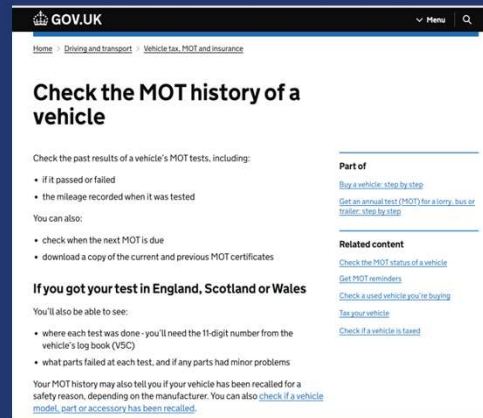 GOV.UK
Menu
Home > Driving and transport > Vehicle tax, MOT and insurance
Check the MOT history of a
vehicle
Check the past results of a vehicle's MOT tests, including:
• if it passed or failed
• the mileage recorded when it was tested
You can also:
• check when the next MOT is due
• download a copy of the current and previous MOT certificates
If you got your test in England, Scotland or Wales
You'll also be able to see:
• where each test was done - you'll need the 11-digit number from the
vehicle's log book (V5C)
• what parts failed at each test, and if any parts had minor problems
Your MOT history may also tell you if your vehicle has been recalled for a
safety reason, depending on the manufacturer. You can also check if a vehicle
model, part or accessory has been recalled.
Part of
Buy a vehicle: step by step
Get an annual test (MOT) for a lorry, bus or
trailer: step by step
Related content
Check the MOT status of a vehicle
Get MOT reminders
Check a used vehicle you're buying
Tax your vehicle
Check if a vehicle is taxed